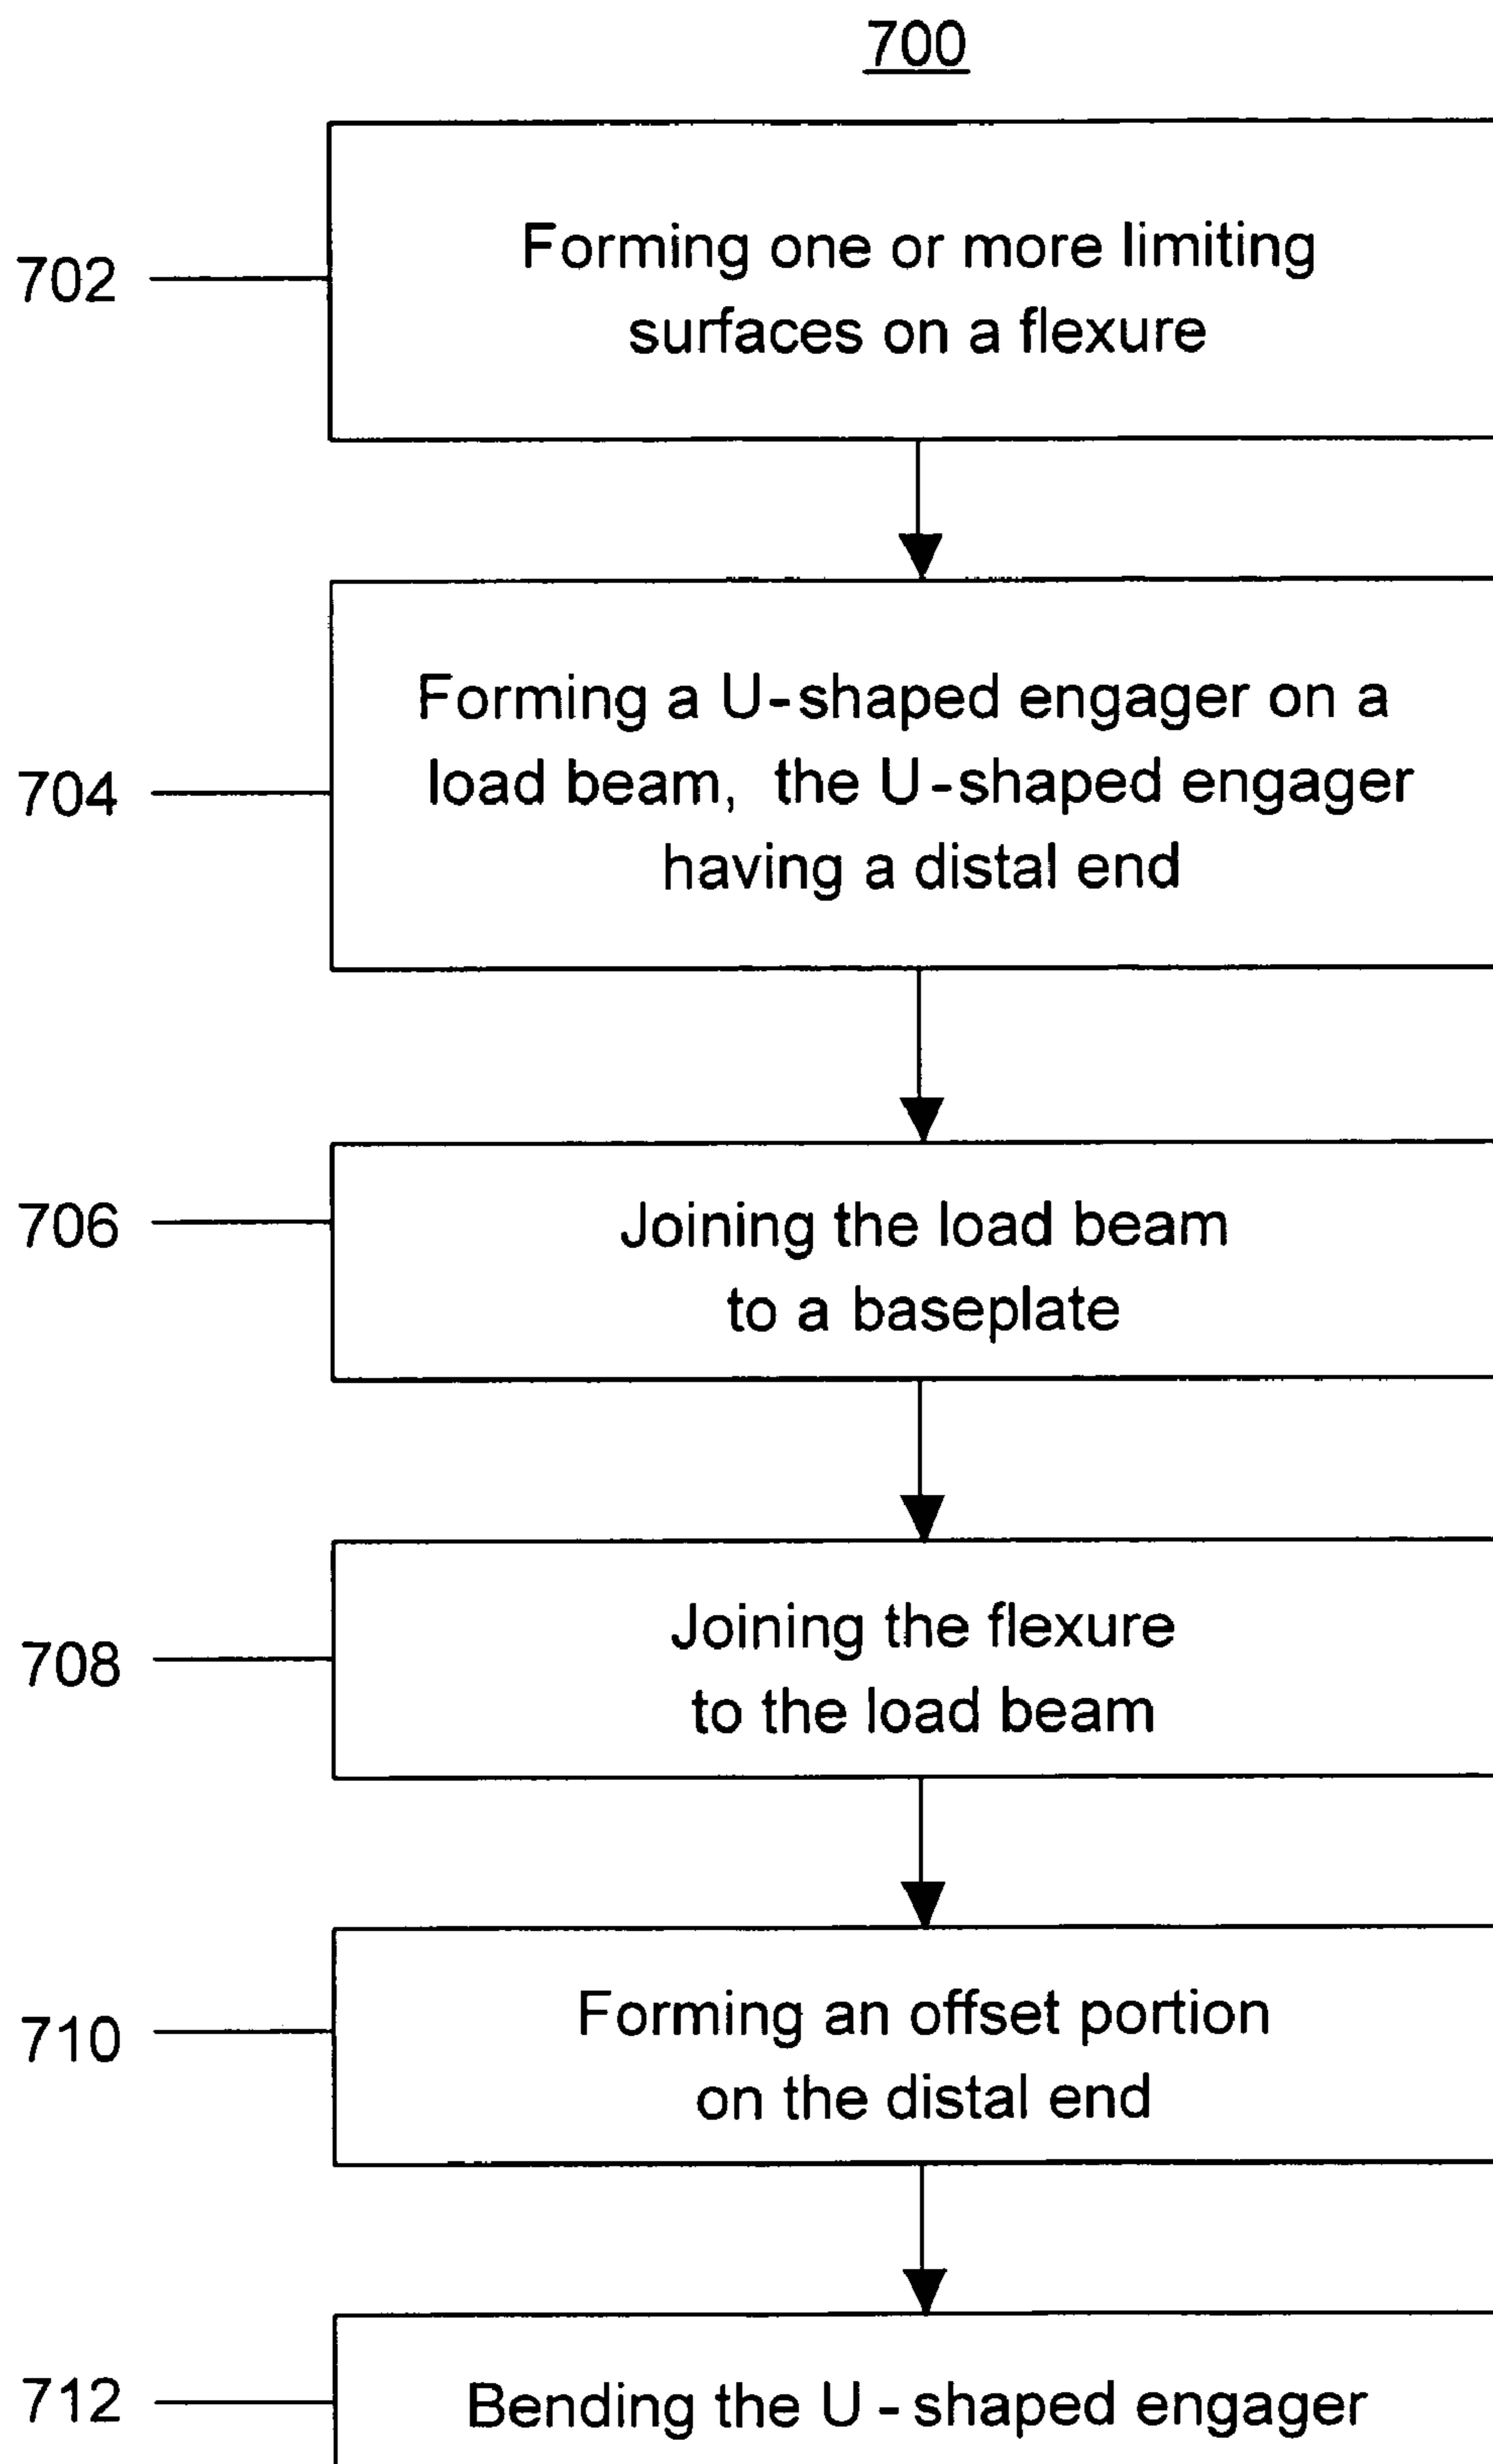 700
702
Forming one or more limiting
surfaces on a flexure
704
Forming a U-shaped engager on a
load beam, the U-shaped engager
having a distal end
706
Joining the load beam
to a baseplate
708
Joining the flexure
to the load beam
710
Forming an offset portion
on the distal end
712
Bending the U-shaped engager